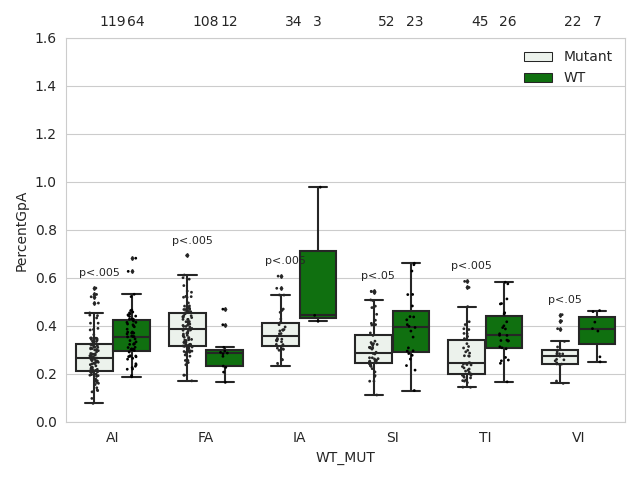 119 64 108 12 34 3 52 23 45 26 22 7
1.6
Mutant
WT
1.4
1.2
1.0
0.8
p<.005
p<.005
p<.005
p<.05
p<.005
p<.05
0.6
0.4
0.2
0.0
PercentGpA
AI FA IA SI TI VI
WT_MUT